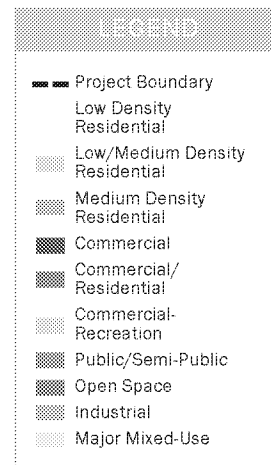 LEGEND
Project Boundary
Low Density
Residential
Low/Medium Density
Residential
Medium Density
Residential
Commercial
Commercial/
Residential
Commercial-
Recreation
Public/Semi-Public
Open Space
Industrial
Major Mixed-Use